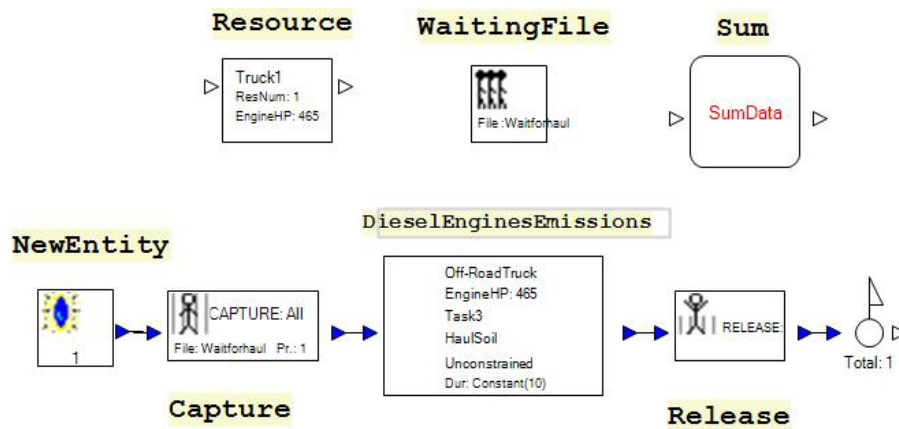 Resource
WaitingFile
Sum
Truck1
ResNum: 1
EngineHP: 465
File :Waitforhaul
SumData
DieselEnginesEmissions
NewEntity
1
CAPTURE: All
File: Waitforhaul Pr.: 1
Off-RoadTruck
EngineHP: 465
Task3
HaulSoil
Unconstrained
Dur: Constant(10)
RELEASE:
Total: 1
Capture
Release